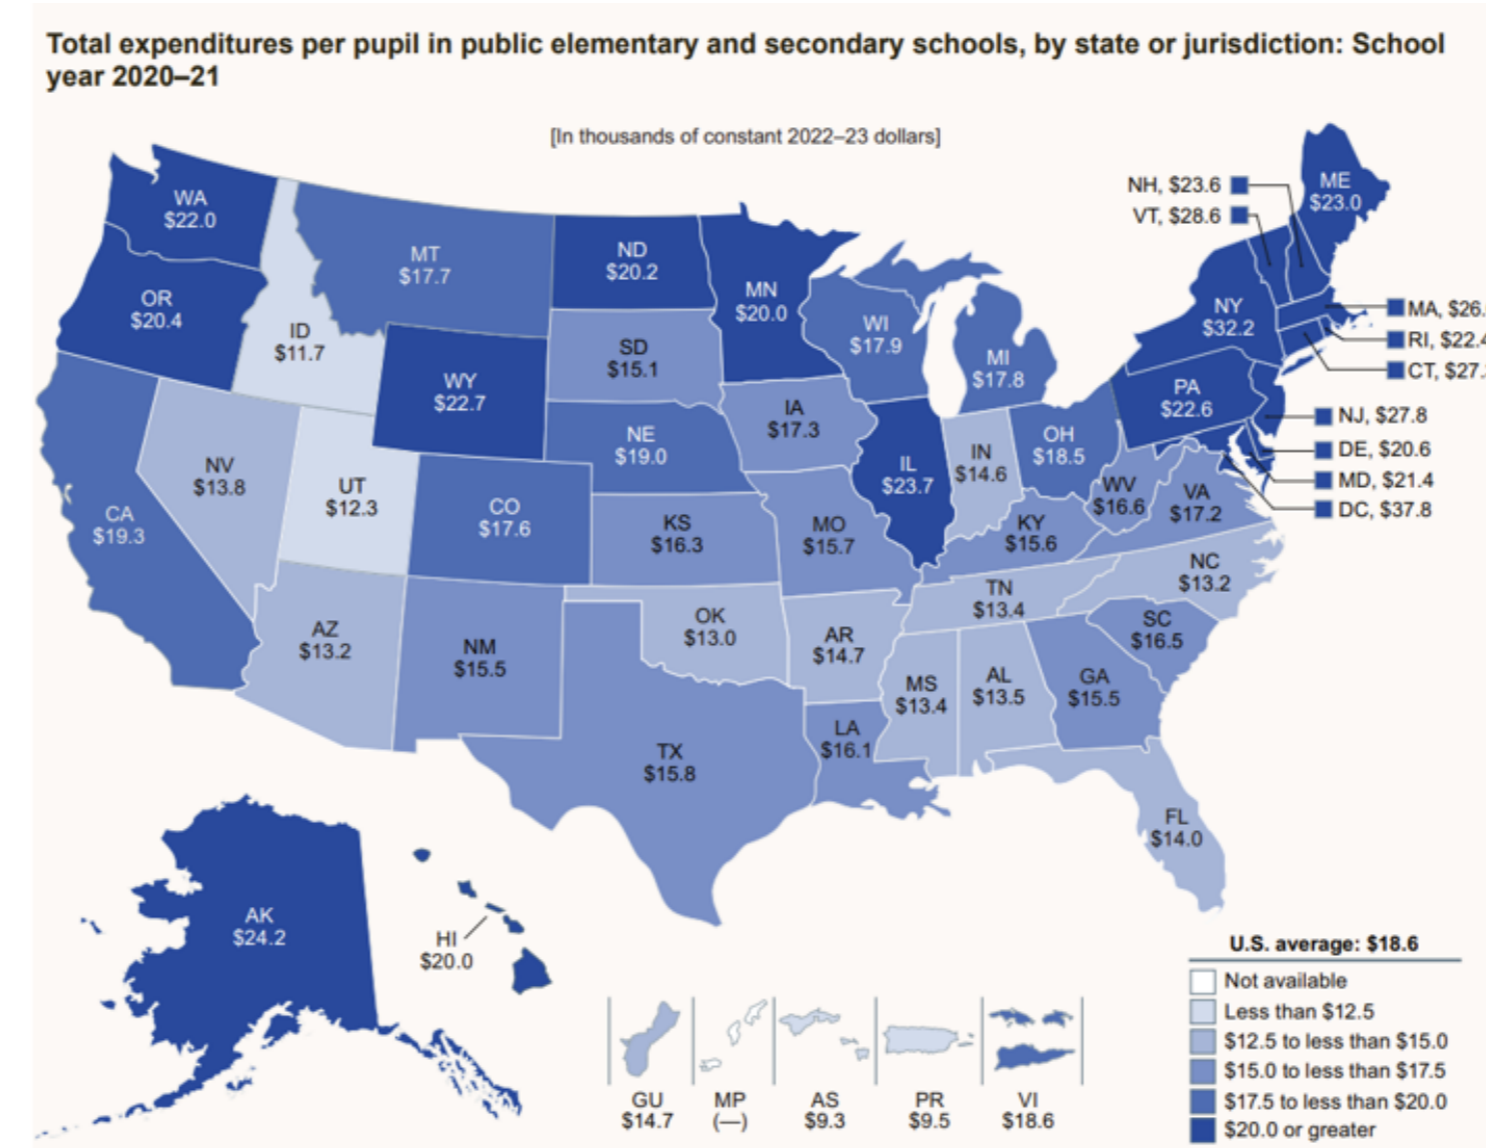 Total expenditures per pupil in public elementary and secondary schools, by state or jurisdiction: School
year 2020–21
[In thousands of constant 2022–23 dollars]
WA
$22.0
OR
$20.4
ID
$11.7
MT
$17.7
ND
$20.2
MN
$20.0
WI
$17.9
MI
$17.8
NH, $23.6
VT, $28.6
ME
$23.0
NY
$32.2
MA, $26.
RI, $22.4
CT, $27.
NJ, $27.8
DE, $20.6
MD, $21.4
DC, $37.8
PA
$22.6
SD
$15.1
WY
$22.7
IA
$17.3
NE
$19.0
IL
$23.7
IN
$14.6
OH
$18.5
WV
$16.6
VA
$17.2
CA
$19.3
NV
$13.8
UT
$12.3
CO
$17.6
KS
$16.3
MO
$15.7
KY
$15.6
NC
$13.2
TN
$13.4
SC
$16.5
AZ
$13.2
NM
$15.5
OK
$13.0
AR
$14.7
MS
$13.4
AL
$13.5
GA
$15.5
TX
$15.8
LA
$16.1
FL
$14.0
AK
$24.2
HI
$20.0
GU
$14.7
MP
(—)
AS
$9.3
PR
$9.5
VI
$18.6
U.S. average: $18.6
Not available
Less than $12.5
$12.5 to less than $15.0
$15.0 to less than $17.5
$17.5 to less than $20.0
$20.0 or greater